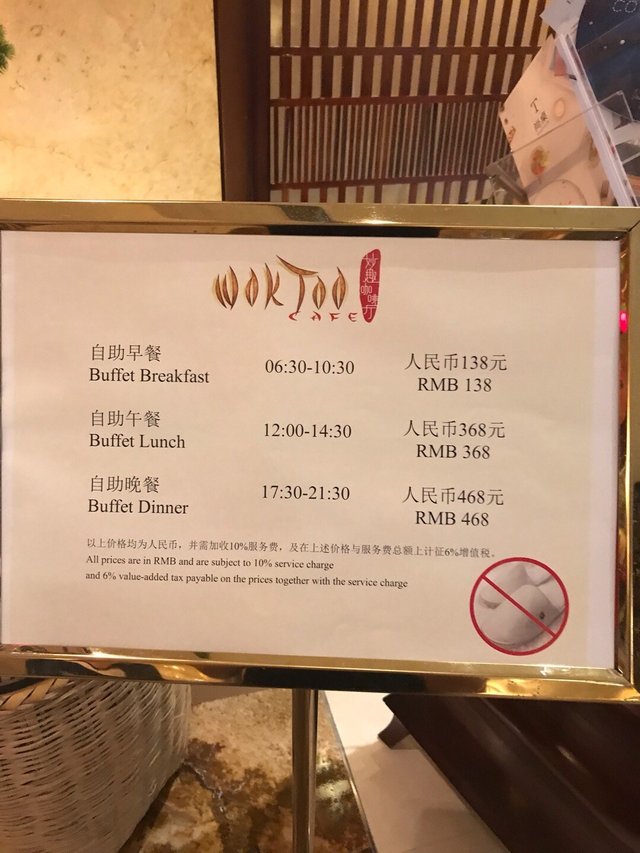 WOK TOO
CAFE
妙趣咖啡厅
自助早餐
Buffet Breakfast
06:30-10:30
人民币138元
RMB 138
自助午餐
Buffet Lunch
12:00-14:30
人民币368元
RMB 368
自助晚餐
Buffet Dinner
17:30-21:30
人民币468元
RMB 468
以上价格均为人民币，并需加收10%服务费，及在上述价格与服务费总额上计征6%增值税。
All prices are in RMB and are subject to 10% service charge
and 6% value-added tax payable on the prices together with the service charge